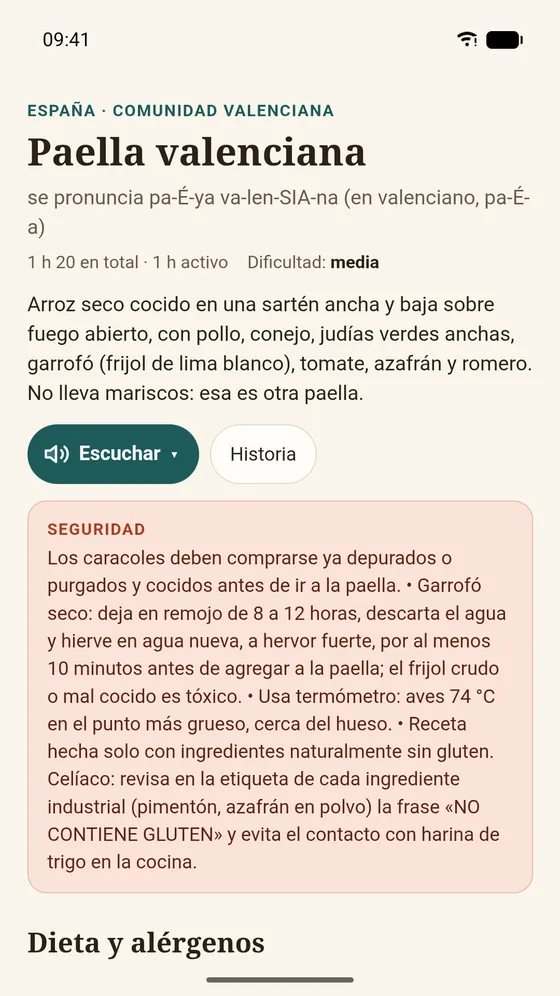 09:41
ESPAÑA · COMUNIDAD VALENCIANA
Paella valenciana
se pronuncia pa-É-ya va-len-SIA-na (en valenciano, pa-É-
a)
1 h 20 en total · 1 h activo Dificultad: media
Arroz seco cocido en una sartén ancha y baja sobre
fuego abierto, con pollo, conejo, judías verdes anchas,
garrofó (frijol de lima blanco), tomate, azafrán y romero.
No lleva mariscos: esa es otra paella.
Escuchar ▾ Historia
SEGURIDAD
Los caracoles deben comprarse ya depurados o
purgados y cocidos antes de ir a la paella. • Garrofó
seco: deja en remojo de 8 a 12 horas, descarta el agua
y hierve en agua nueva, a hervor fuerte, por al menos
10 minutos antes de agregar a la paella; el frijol crudo
o mal cocido es tóxico. • Usa termómetro: aves 74 °C
en el punto más grueso, cerca del hueso. • Receta
hecha solo con ingredientes naturalmente sin gluten.
Celíaco: revisa en la etiqueta de cada ingrediente
industrial (pimentón, azafrán en polvo) la frase «NO
CONTIENE GLUTEN» y evita el contacto con harina de
trigo en la cocina.
Dieta y alérgenos